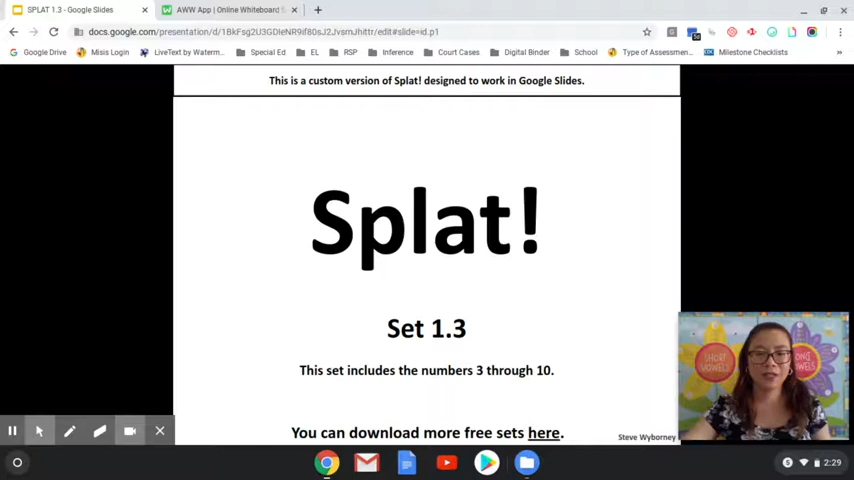 SPLAT 1.3 - Google Slides
AWW App | Online Whiteboard
docs.google.com/presentation/d/1BkFsg2U3GDIeNR9if80sJ2JvsmJhittr/edit#slide=id.p1
Google Drive
Misis Login
LiveText by Waterm...
Special Ed
EL
RSP
Inference
Court Cases
Digital Binder
School
Type of Assessmen...
Milestone Checklists
This is a custom version of Splat! designed to work in Google Slides.
Splat!
Set 1.3
This set includes the numbers 3 through 10.
You can download more free sets here.
Steve Wyborney
SHORT
VOWELS
LONG
VOWELS
2:29